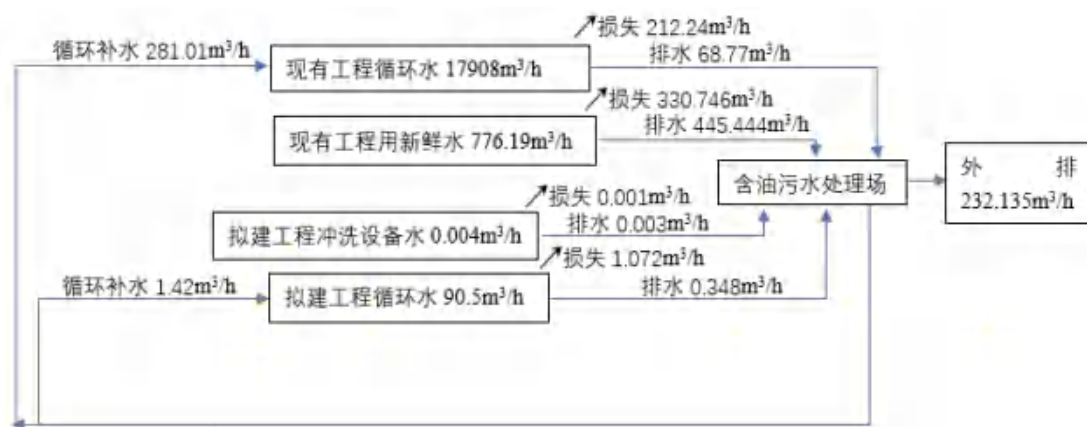 损失 212.24m³/h
循环补水 281.01m³/h
排水 68.77m³/h
现有工程循环水 17908m³/h
损失 330.746m³/h
排水 445.444m³/h
现有工程用新鲜水 776.19m³/h
外 排
232.135m³/h
含油污水处理场
损失 0.001m³/h
排水 0.003m³/h
拟建工程冲洗设备水 0.004m³/h
损失 1.072m³/h
循环补水 1.42m³/h
排水 0.348m³/h
拟建工程循环水 90.5m³/h